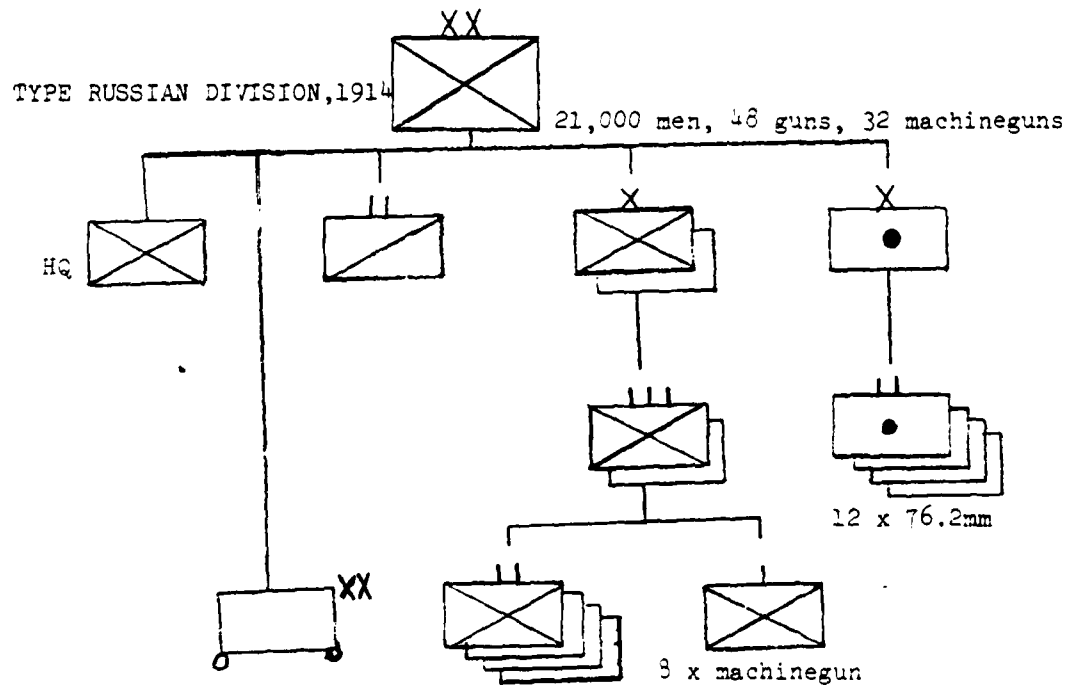 XX
TYPE RUSSIAN DIVISION,1914
21,000 men, 48 guns, 32 machineguns
X
X
HQ
12 x 76.2mm
XX
8 x machinegun